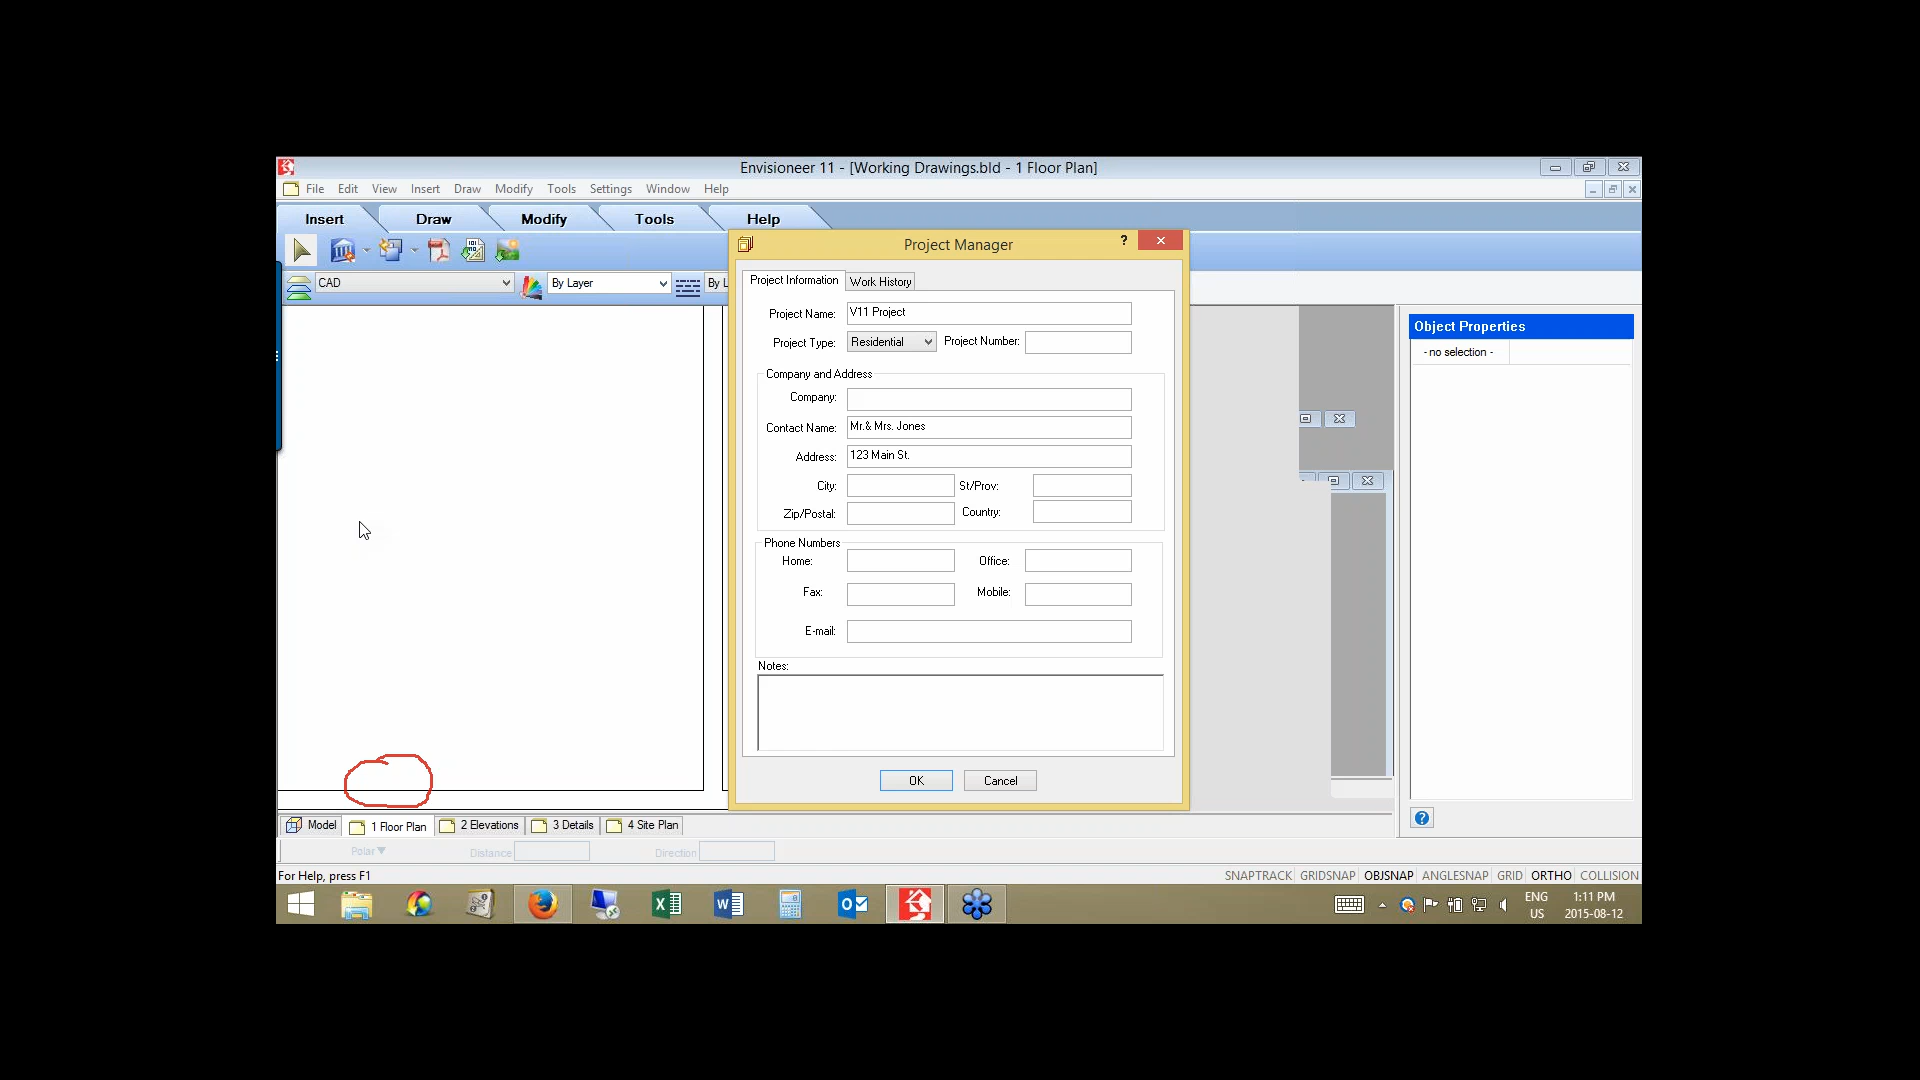 Envisioneer 11 - [Working Drawings.bld - 1 Floor Plan]
File Edit View Insert Draw Modify Tools Settings Window Help
Insert Draw Modify Tools Help
CAD By Layer By L
Project Manager
Project Information Work History
Project Name: V11 Project
Project Type: Residential Project Number:
Company and Address
Company:
Contact Name: Mr.& Mrs. Jones
Address: 123 Main St.
City: St/Prov:
Zip/Postal: Country:
Phone Numbers
Home: Office:
Fax: Mobile:
E-mail:
Notes:
OK Cancel
Object Properties
- no selection -
Model 1 Floor Plan 2 Elevations 3 Details 4 Site Plan
Polar Distance Direction
For Help, press F1 SNAPTRACK GRIDSNAP OBJSNAP ANGLESNAP GRID ORTHO COLLISION
ENG 1:11 PM
US 2015-08-12